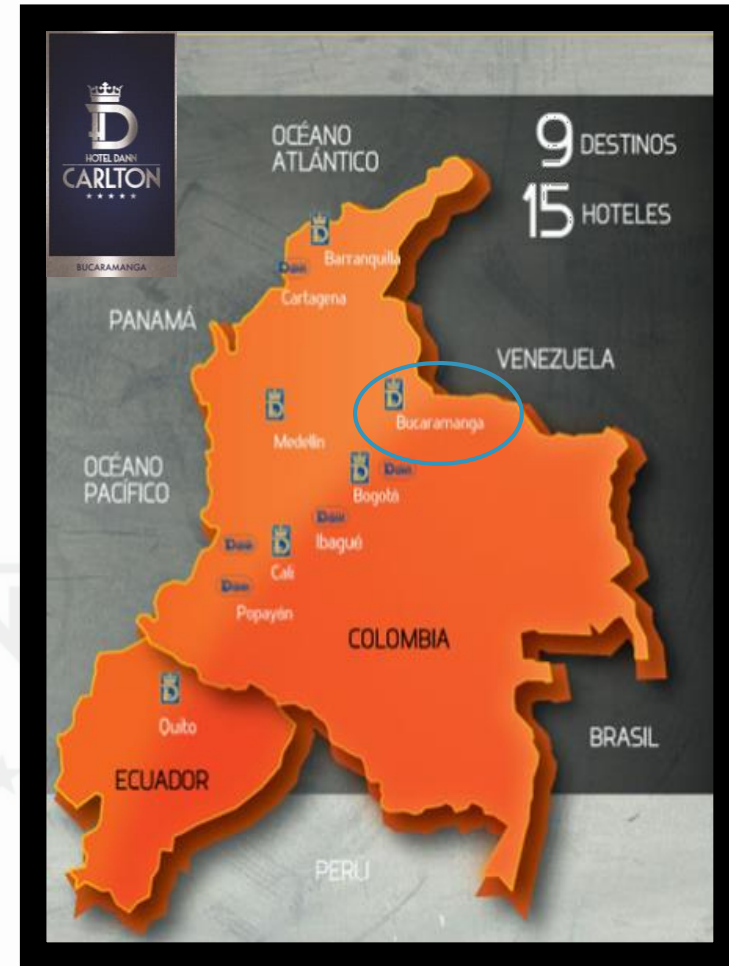 D
HOTEL DANN
CARLTON
BUCARAMANGA
OCÉANO
ATLÁNTICO
9 DESTINOS
15 HOTELES
D
Barranquilla
Dann
Cartagena
PANAMÁ
VENEZUELA
D
Bucaramanga
D
Medellín
OCÉANO
PACÍFICO
D Dann
Bogotá
Dann
Ibagué
Dann D
Cali
Dann
Popayán
COLOMBIA
D
Quito
BRASIL
ECUADOR
PERÚ